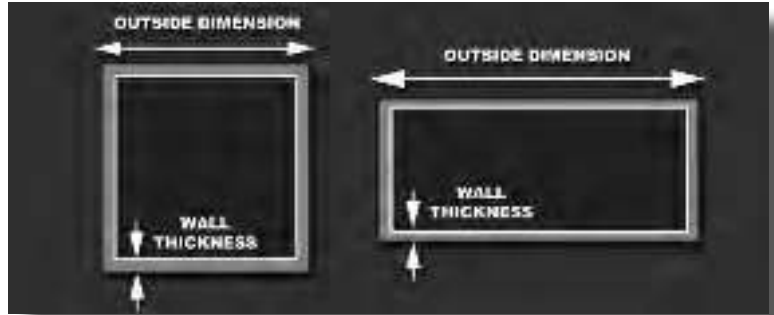 OUTSIDE DIMENSION
WALL
THICKNESS
OUTSIDE DIMENSION
WALL
THICKNESS